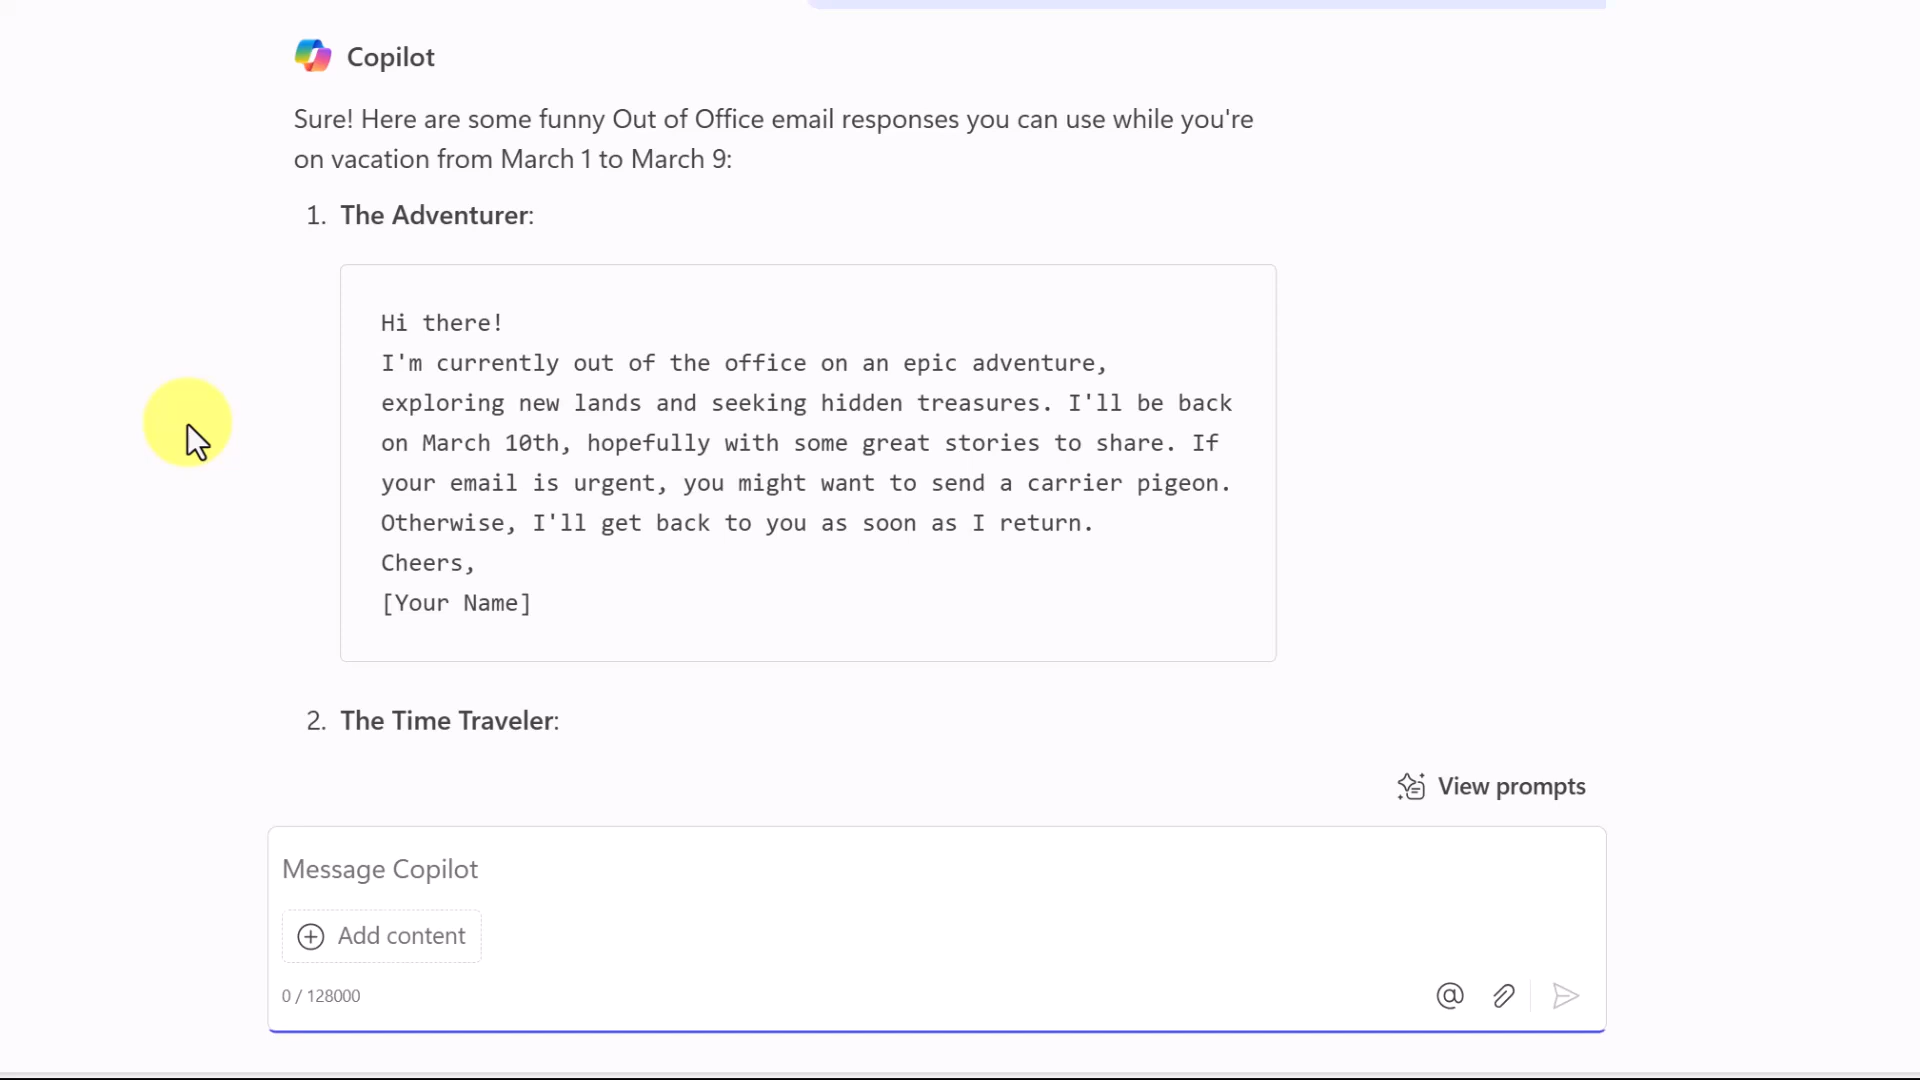 Copilot
Sure! Here are some funny Out of Office email responses you can use while you're
on vacation from March 1 to March 9:
1. The Adventurer:
Hi there!
I'm currently out of the office on an epic adventure,
exploring new lands and seeking hidden treasures. I'll be back
on March 10th, hopefully with some great stories to share. If
your email is urgent, you might want to send a carrier pigeon.
Otherwise, I'll get back to you as soon as I return.
Cheers,
[Your Name]
2. The Time Traveler:
View prompts
Message Copilot
Add content
0 / 128000